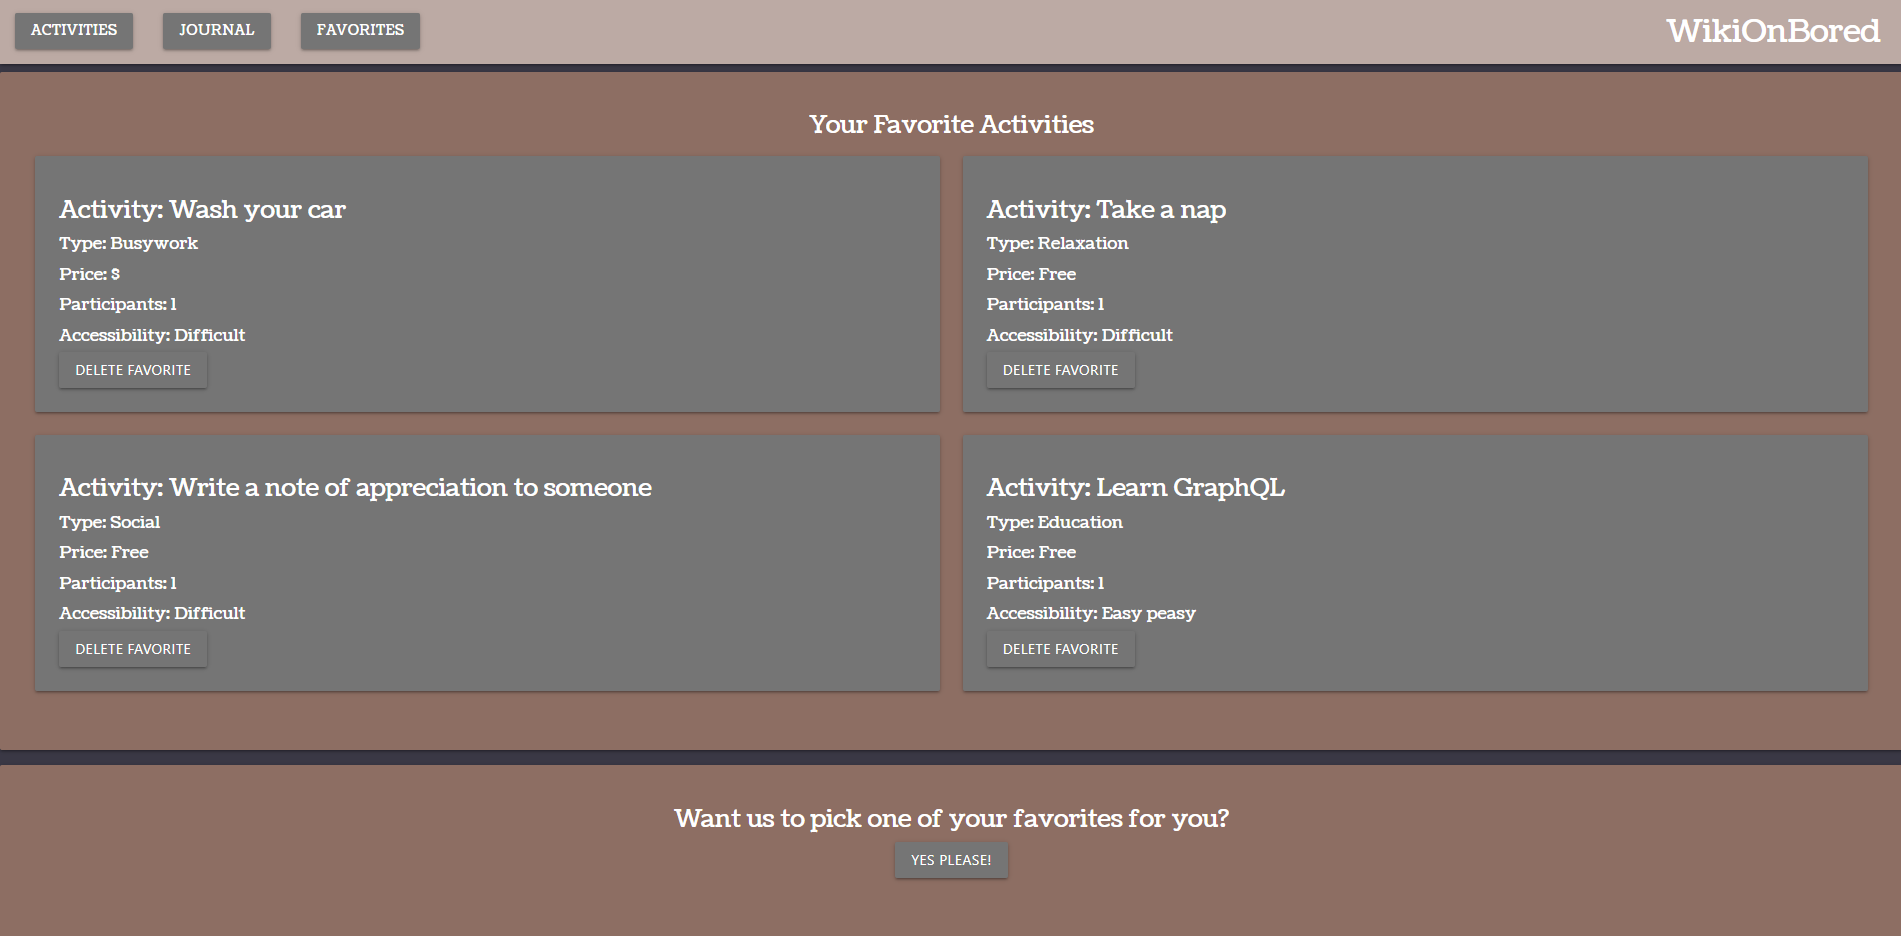 ACTIVITIES JOURNAL FAVORITES WikiOnBored
Your Favorite Activities
Activity: Wash your car
Type: Busywork
Price: $
Participants: 1
Accessibility: Difficult
DELETE FAVORITE
Activity: Take a nap
Type: Relaxation
Price: Free
Participants: 1
Accessibility: Difficult
DELETE FAVORITE
Activity: Write a note of appreciation to someone
Type: Social
Price: Free
Participants: 1
Accessibility: Difficult
DELETE FAVORITE
Activity: Learn GraphQL
Type: Education
Price: Free
Participants: 1
Accessibility: Easy peasy
DELETE FAVORITE
Want us to pick one of your favorites for you?
YES PLEASE!